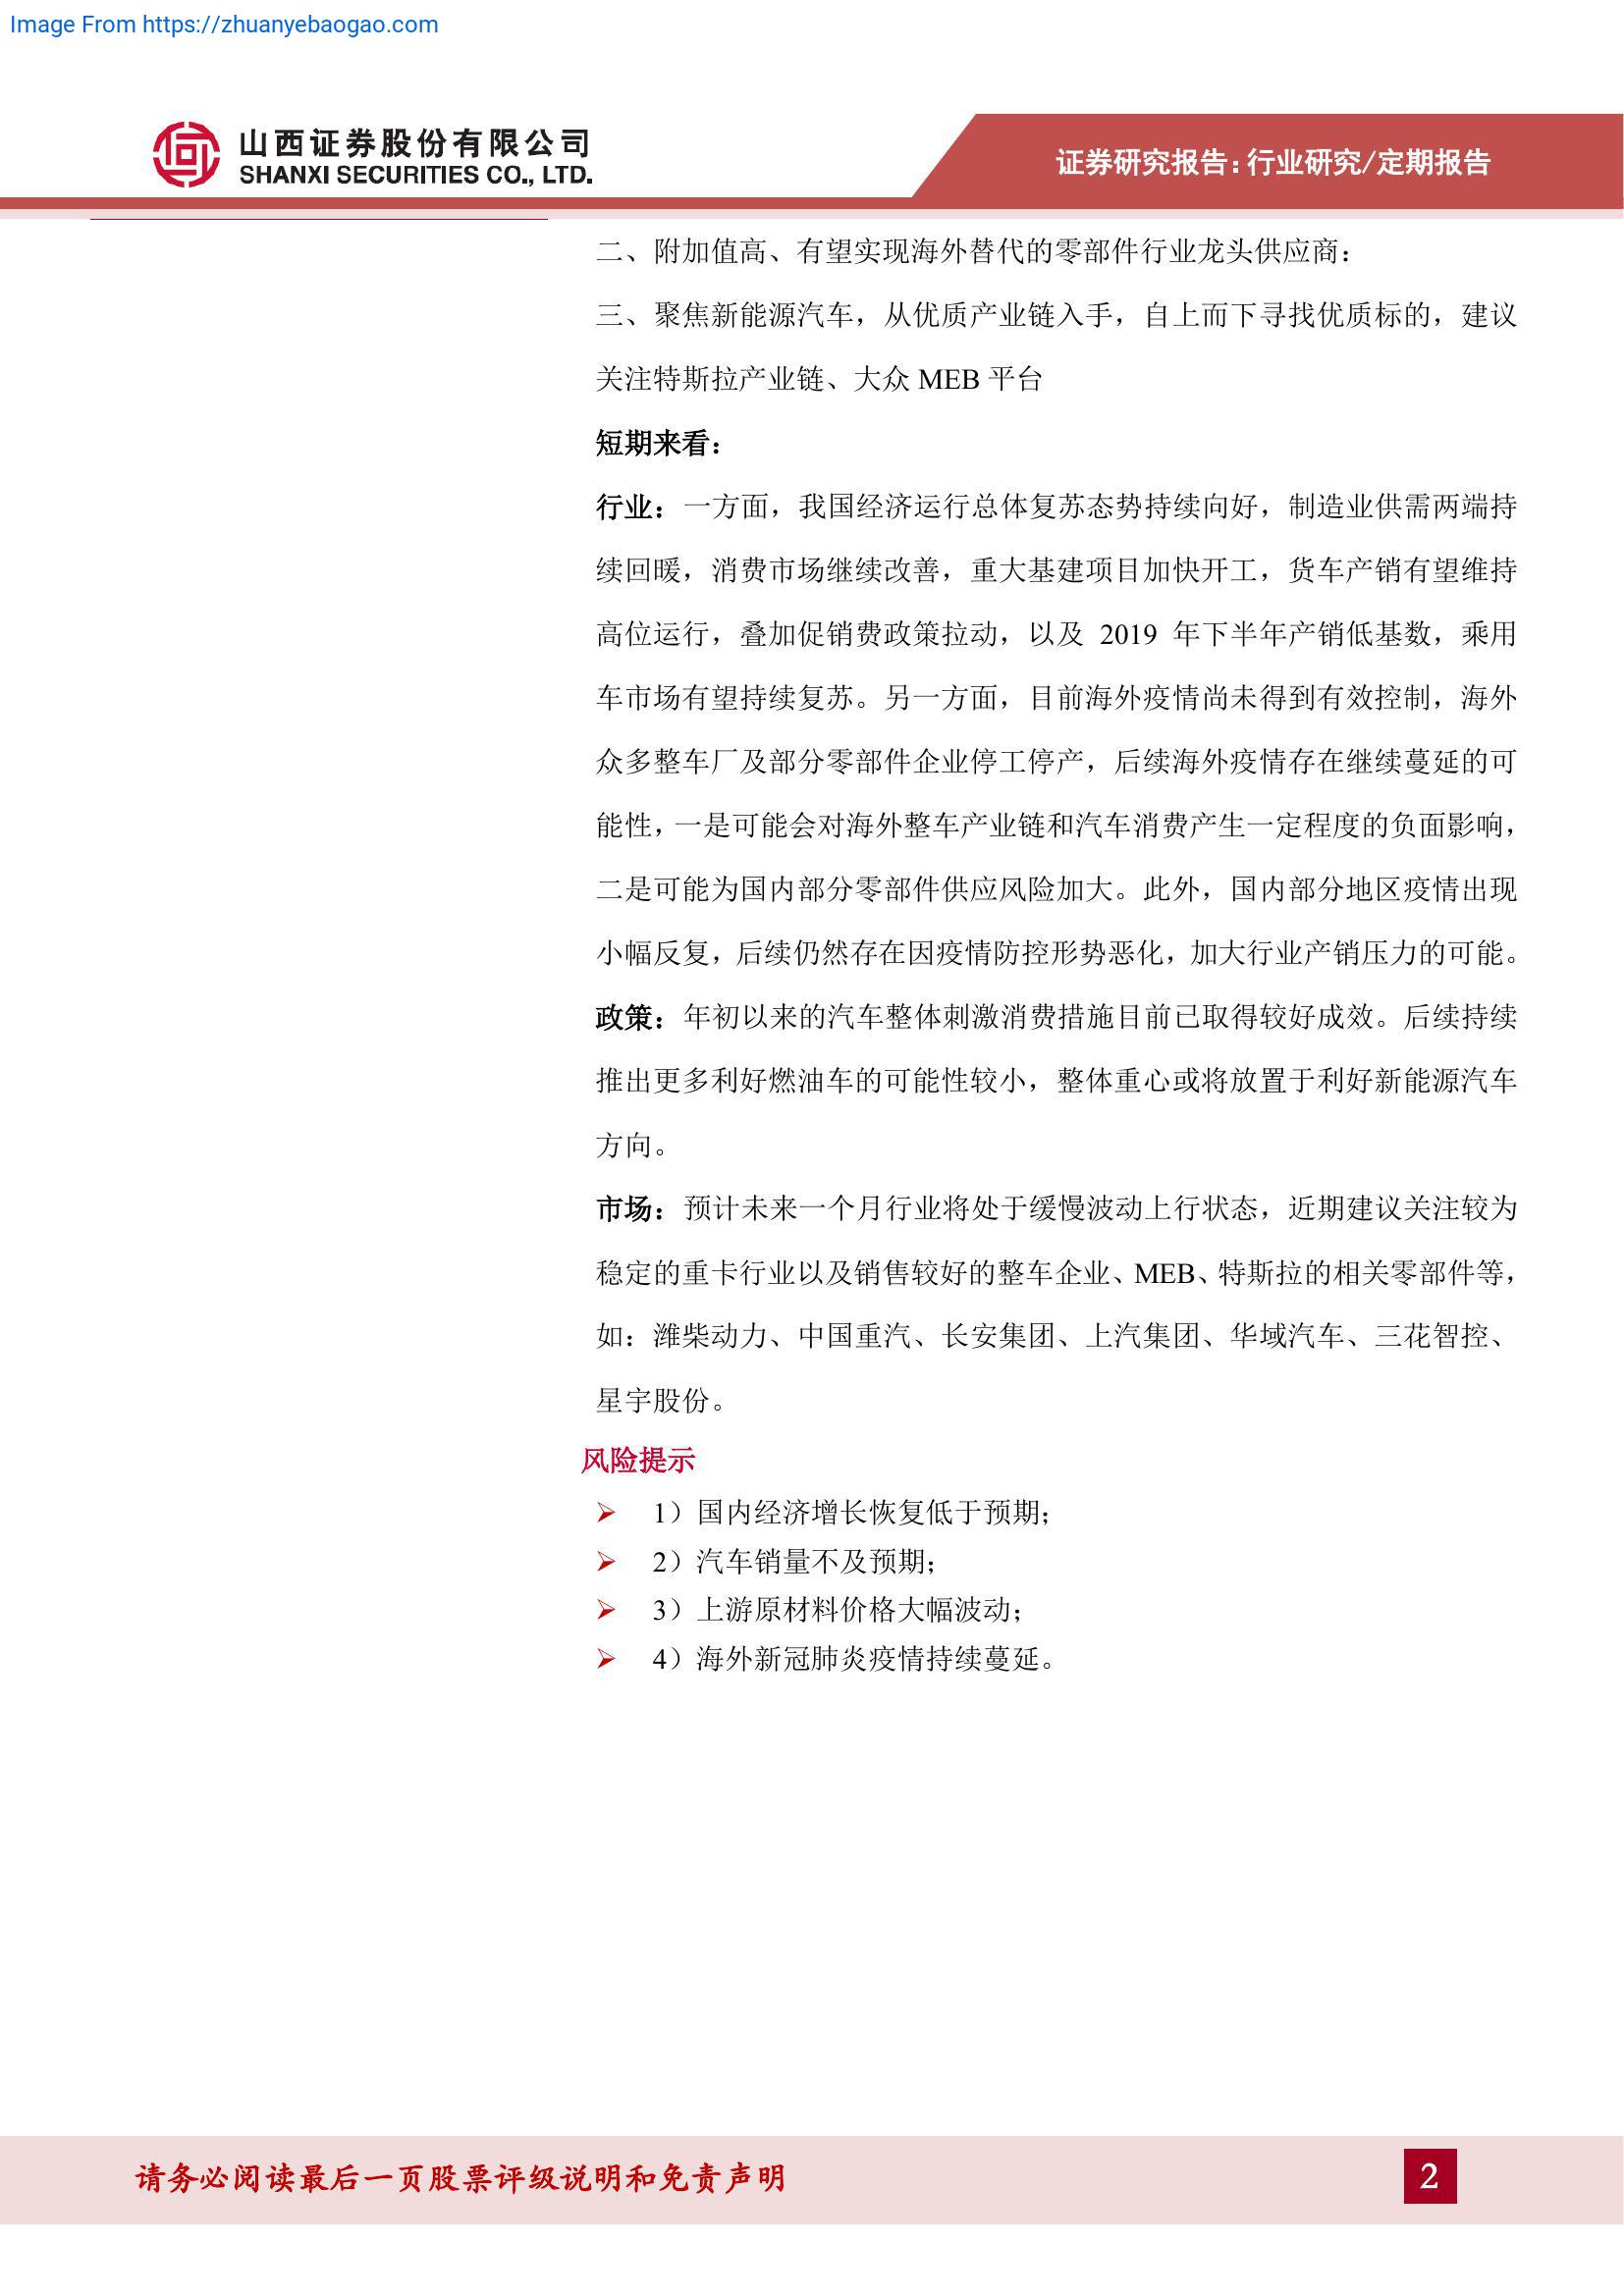 Image From https://zhuanyebaogao.com
山西证券股份有限公司
SHANXI SECURITIES CO., LTD.
证券研究报告：行业研究/定期报告
二、附加值高、有望实现海外替代的零部件行业龙头供应商：
三、聚焦新能源汽车，从优质产业链入手，自上而下寻找优质标的，建议
关注特斯拉产业链、大众 MEB 平台
短期来看：
行业：一方面，我国经济运行总体复苏态势持续向好，制造业供需两端持
续回暖，消费市场继续改善，重大基建项目加快开工，货车产销有望维持
高位运行，叠加促销费政策拉动，以及 2019 年下半年产销低基数，乘用
车市场有望持续复苏。另一方面，目前海外疫情尚未得到有效控制，海外
众多整车厂及部分零部件企业停工停产，后续海外疫情存在继续蔓延的可
能性，一是可能会对海外整车产业链和汽车消费产生一定程度的负面影响，
二是可能为国内部分零部件供应风险加大。此外，国内部分地区疫情出现
小幅反复，后续仍然存在因疫情防控形势恶化，加大行业产销压力的可能。
政策：年初以来的汽车整体刺激消费措施目前已取得较好成效。后续持续
推出更多利好燃油车的可能性较小，整体重心或将放置于利好新能源汽车
方向。
市场：预计未来一个月行业将处于缓慢波动上行状态，近期建议关注较为
稳定的重卡行业以及销售较好的整车企业、MEB、特斯拉的相关零部件等，
如：潍柴动力、中国重汽、长安集团、上汽集团、华域汽车、三花智控、
星宇股份。
风险提示
➢ 1）国内经济增长恢复低于预期；
➢ 2）汽车销量不及预期；
➢ 3）上游原材料价格大幅波动；
➢ 4）海外新冠肺炎疫情持续蔓延。
请务必阅读最后一页股票评级说明和免责声明
2